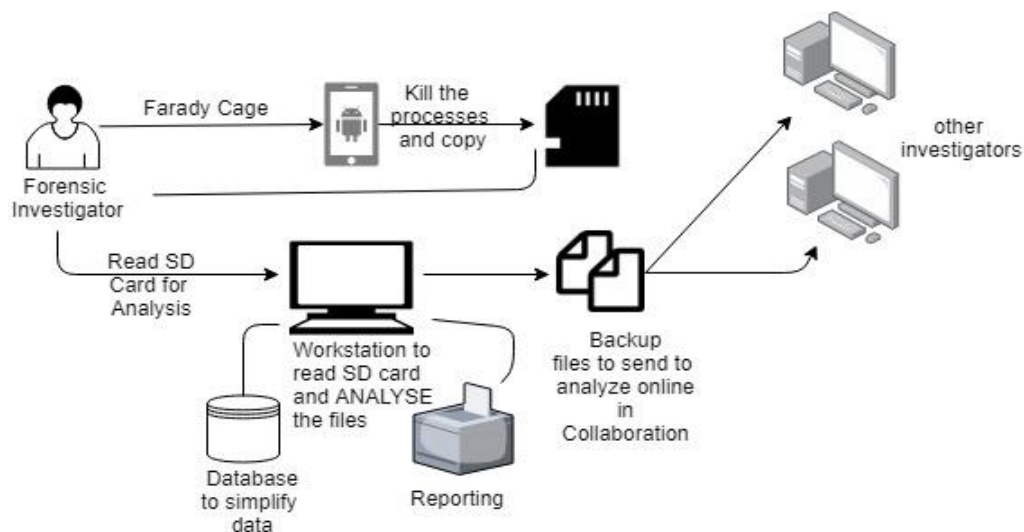 Farady Cage
Kill the
processes
and copy
other
investigators
Forensic
Investigator
Read SD
Card for
Analysis
Workstation to
read SD card
and ANALYSE
the files
Backup
files to send to
analyze online
in
Collaboration
Database
to simplify
data
Reporting